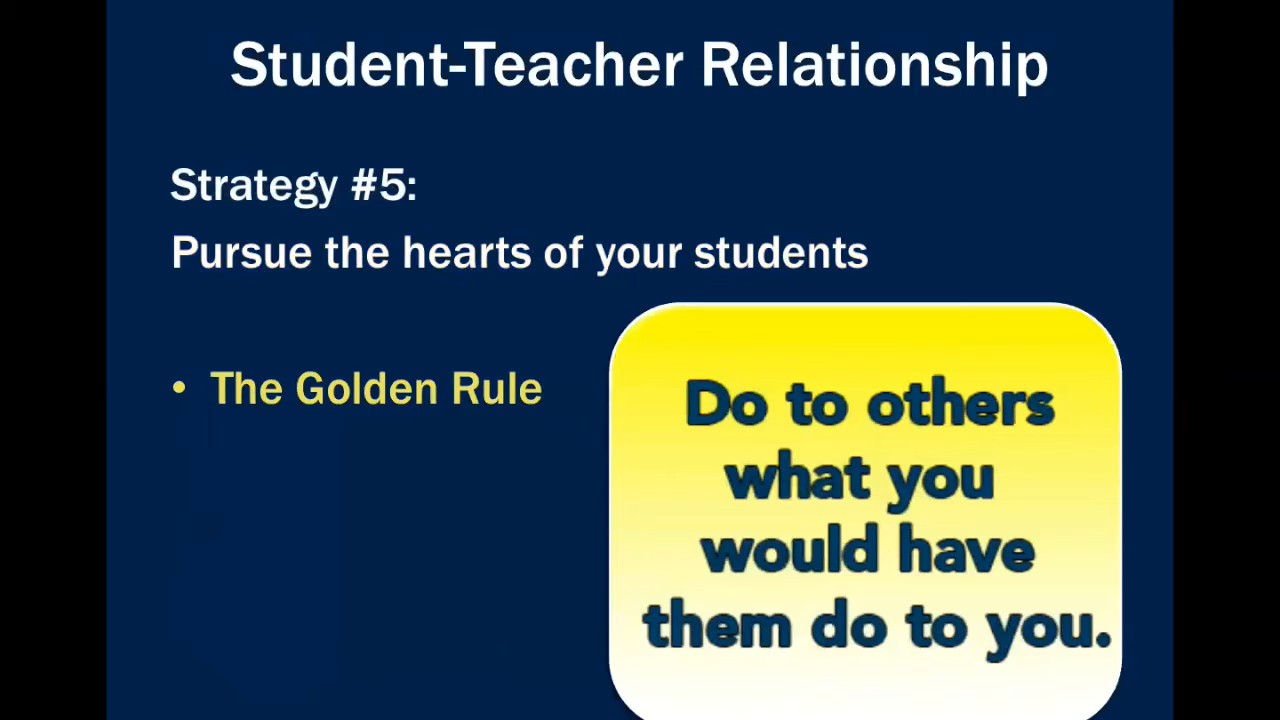 Student-Teacher Relationship
Strategy #5:
Pursue the hearts of your students
• The Golden Rule
Do to others
what you
would have
them do to you.